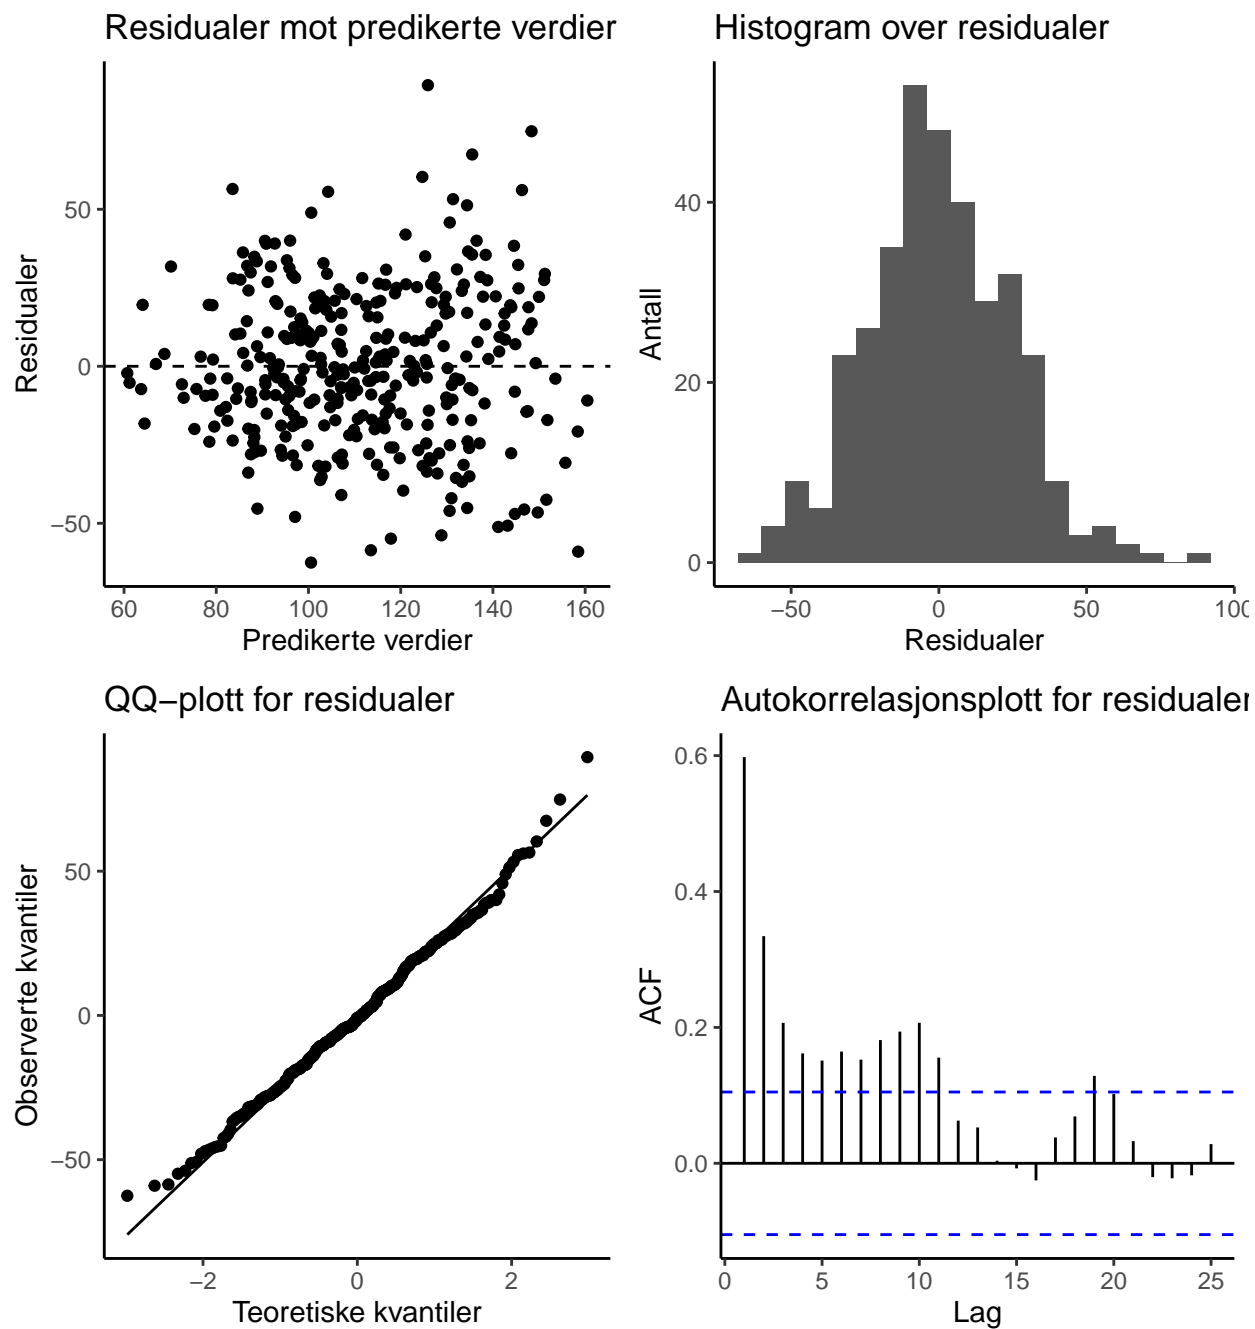 Residualer mot predikerte verdier
Residualer
50
0
−50
60 80 100 120 140 160
Predikerte verdier
Histogram over residualer
Antall
40
20
0
−50 0 50 100
Residualer
QQ−plott for residualer
Observerte kvantiler
50
0
−50
−2 0 2
Teoretiske kvantiler
Autokorrelasjonsplott for residualer
ACF
0.6
0.4
0.2
0.0
0 5 10 15 20 25
Lag